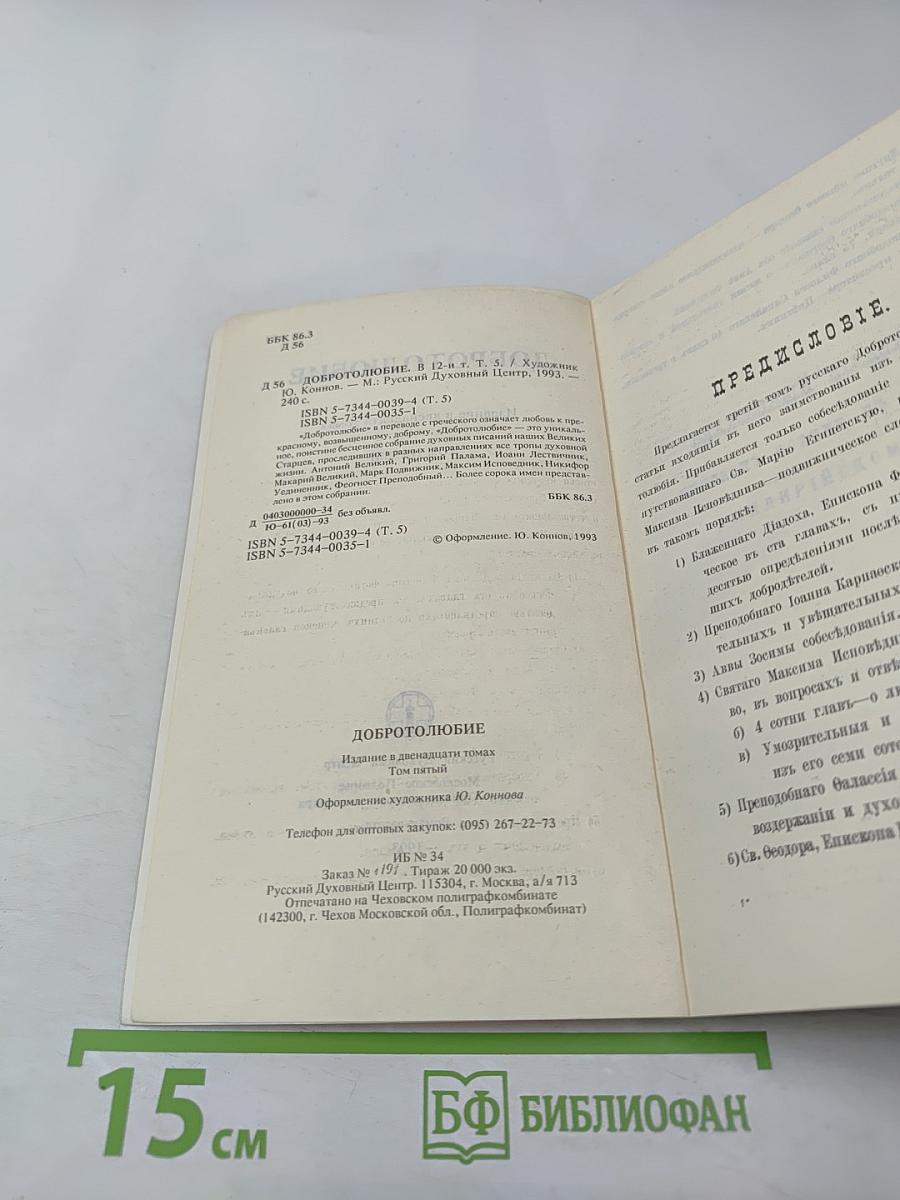 ББК 86.3
Д 56
Д 56 ДОБРОТОЛЮБИЕ. В 12-и т. Т. 5. / Художник
Ю. Коннов. — М.: Русский Духовный Центр, 1993. —
240 с.
ISBN 5-7344-0039-4 (Т. 5)
ISBN 5-7344-0035-1
«Добротолюбие» в переводе с греческого означает любовь к пре-
красному, возвышенному, доброму. «Добротолюбие» — это уникаль-
ное, поистине бесценное собрание духовных писаний наших Великих
Старцев, проследивших в разных направлениях все тропы духовной
жизни. Антоний Великий, Григорий Палама, Иоанн Лествичник,
Макарий Великий, Марк Подвижник, Максим Исповедник, Никифор
Уединенник, Феогност Преподобный... Более сорока имен представ-
лено в этом собрании.
ББК 86.3
Д 0403000000—34 без объявл.
Ю—61(03)—93
ISBN 5-7344-0039-4 (Т. 5)
ISBN 5-7344-0035-1
© Оформление. Ю. Коннов, 1993
ДОБРОТОЛЮБИЕ
Издание в двенадцати томах
Том пятый
Оформление художника Ю. Коннова
Телефон для оптовых закупок: (095) 267—22—73
ИБ № 34
Заказ № 1191. Тираж 20 000 экз.
Русский Духовный Центр. 115304, г. Москва, а/я 713
Отпечатано на Чеховском полиграфкомбинате
(142300, г. Чехов Московской обл., Полиграфкомбинат)
ПРЕДИСЛОВІЕ.
Предлагается третій томъ русскаго Доброто
статьи входящія въ него заимствованы изъ
толюбія. Прибавляется только собесѣдованіе
путствовавшаго Св. Марію Египетскую,
Максима Исповѣдника—подвижническое сло
въ такомъ порядкѣ:
1) Блаженнаго Діадоха, Епископа Ф
ческое въ ста главахъ, съ
десятью опредѣленіями послѣ
шихъ добродѣтелей.
2) Преподобнаго Іоанна Карпаѳск
тельныхъ и увѣщательныхъ
3) Аввы Зосимы собесѣдованія.
4) Святаго Максима Исповѣдни
во, въ вопросахъ и отвѣ
б) 4 сотни главъ—о л
в) Умозрительныя и
изъ его семи сот
5) Преподобнаго Ѳалассія
воздержаніи и духо
6) Св. Ѳеодора, Епископа
1*
15 см
БФ БИБЛИОФАН